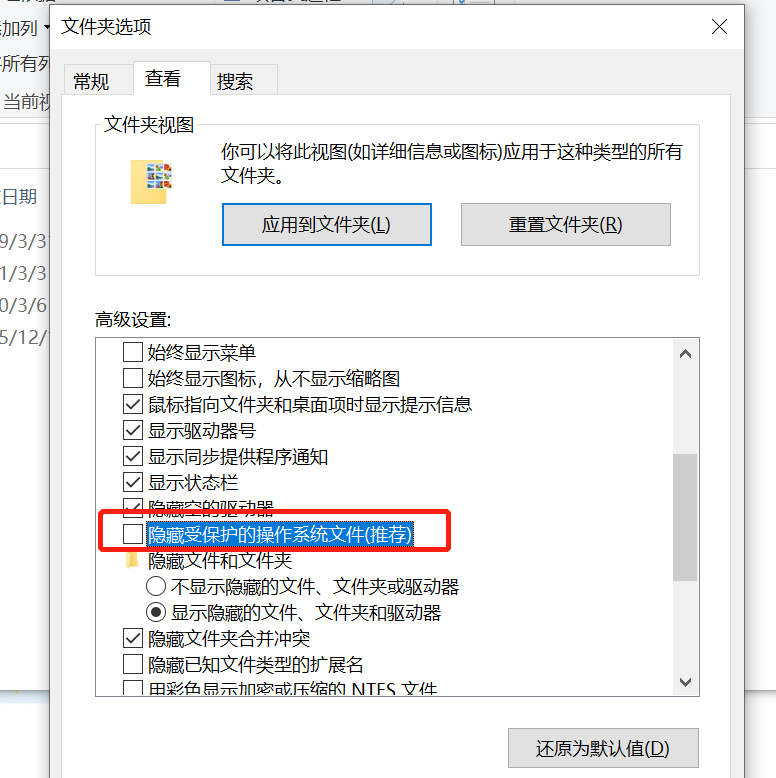 文件夹选项
加列
所有列
当前视
常规
查看
搜索
文件夹视图
你可以将此视图(如详细信息或图标)应用于这种类型的所有
文件夹。
应用到文件夹(L)
重置文件夹(R)
日期
9/3/3
1/3/3
0/3/6
5/12/
高级设置:
始终显示菜单
始终显示图标，从不显示缩略图
鼠标指向文件夹和桌面项时显示提示信息
显示驱动器号
显示同步提供程序通知
显示状态栏
隐藏空的驱动器
隐藏受保护的操作系统文件(推荐)
隐藏文件和文件夹
不显示隐藏的文件、文件夹或驱动器
显示隐藏的文件、文件夹和驱动器
隐藏文件夹合并冲突
隐藏已知文件类型的扩展名
用彩色显示加密或压缩的 NTFS 文件
还原为默认值(D)